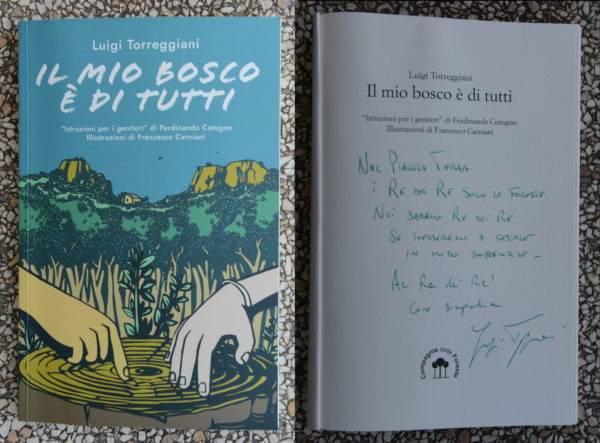 Luigi Torreggiani
IL MIO BOSCO
È DI TUTTI
"Istruzioni per i genitori" di Ferdinando Cotugno
Illustrazioni di Francesco Carniani
Luigi Torreggiani
Il mio bosco è di tutti
"Istruzioni per i genitori" di Ferdinando Cotugno
Illustrazioni di Francesco Carniani
NEL PIANETA TERRA
I RE DEI RE SONO LE FORESTE.
NOI SAREMO RE DEI RE
SE IMPAREREMO A GESTIRLE
IN MODO SOSTENIBILE.
AL RE dei RE!
Con simpatia
Compagnia delle Foreste